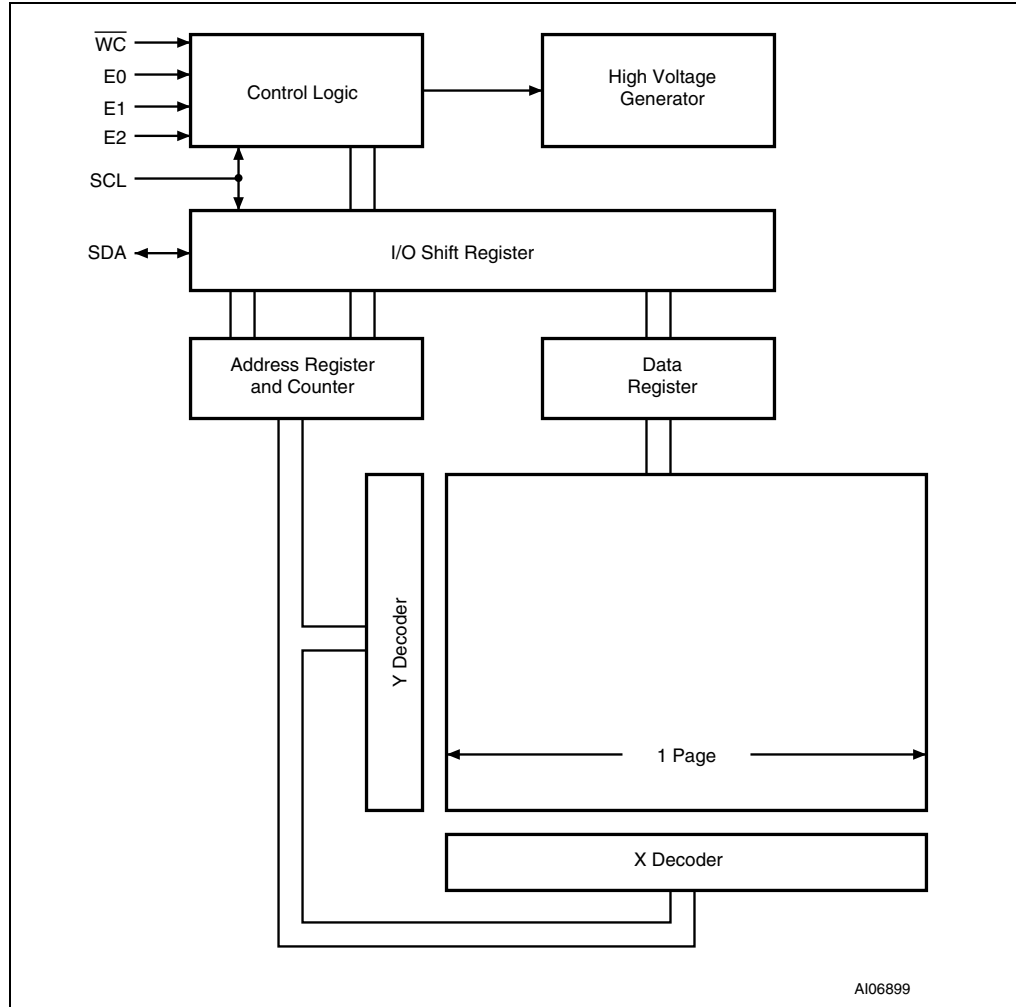 W̅C̅
E0
E1
E2
SCL
SDA
Control Logic
High Voltage
Generator
I/O Shift Register
Address Register
and Counter
Data
Register
Y Decoder
1 Page
X Decoder
AI06899